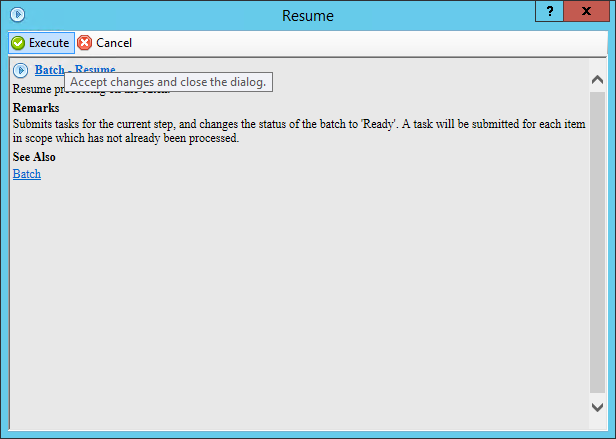 Resume
?
X
Execute Cancel
Batch - Resume
Accept changes and close the dialog.
Resume
Remarks
Submits tasks for the current step, and changes the status of the batch to 'Ready'. A task will be submitted for each item
in scope which has not already been processed.
See Also
Batch